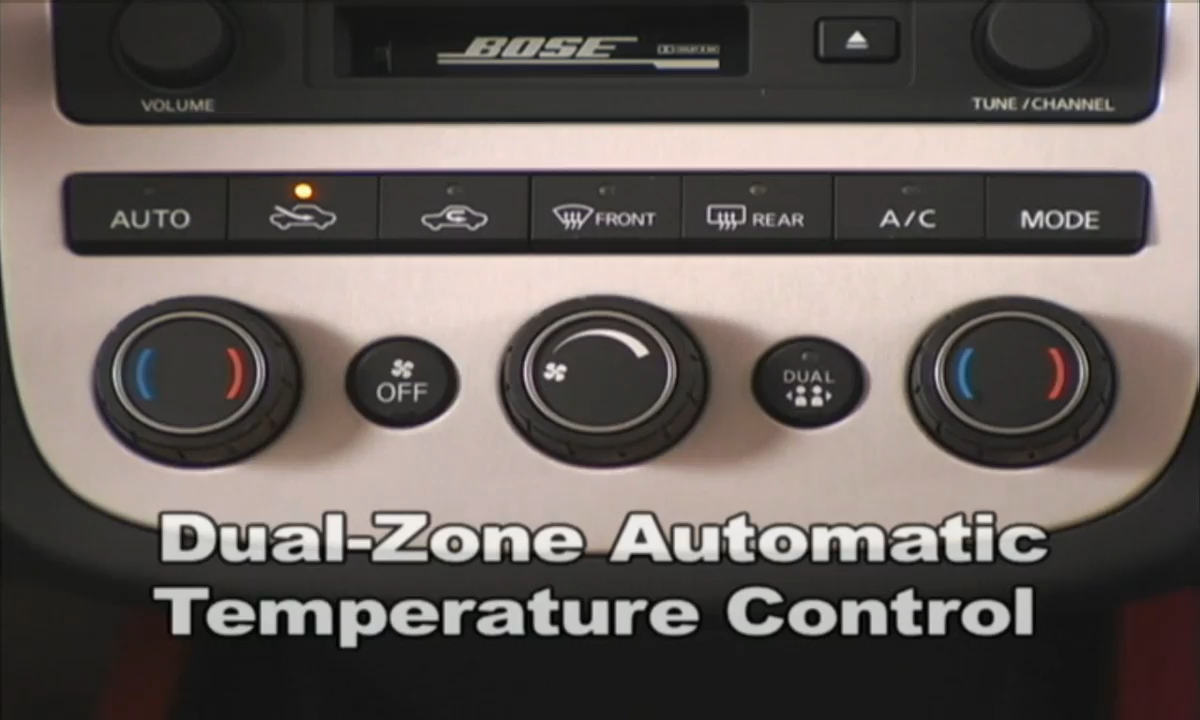 BOSE
VOLUME
TUNE / CHANNEL
AUTO
FRONT
REAR
A/C
MODE
OFF
DUAL
Dual-Zone Automatic
Temperature Control